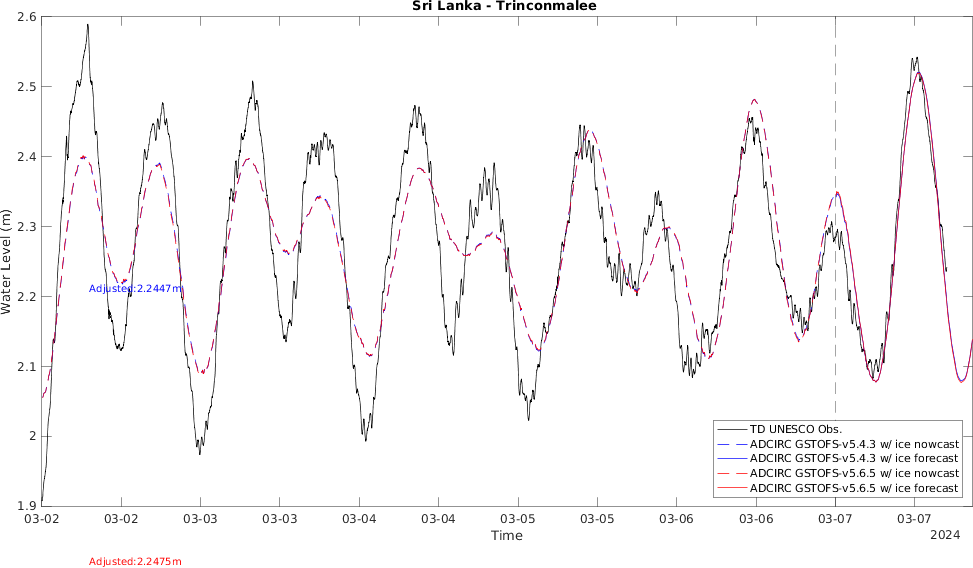 Sri Lanka - Trinconmalee
2.6
2.5
2.4
2.3
2.2
2.1
2
1.9
Water Level (m)
Adjusted:2.2447m
TD UNESCO Obs.
ADCIRC GSTOFS-v5.4.3 w/ ice nowcast
ADCIRC GSTOFS-v5.4.3 w/ ice forecast
ADCIRC GSTOFS-v5.6.5 w/ ice nowcast
ADCIRC GSTOFS-v5.6.5 w/ ice forecast
03-02 03-02 03-03 03-03 03-04 03-04 03-05 03-05 03-06 03-06 03-07 03-07
Time
2024
Adjusted:2.2475m